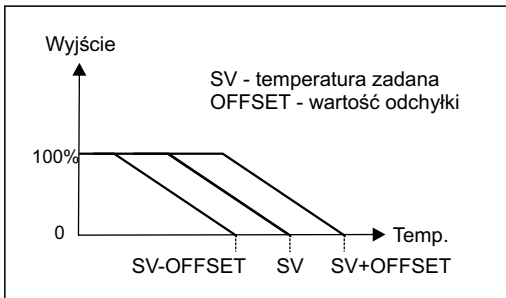 Wyjście
SV - temperatura zadana
OFFSET - wartość odchyłki
100%
0
Temp.
SV-OFFSET SV SV+OFFSET